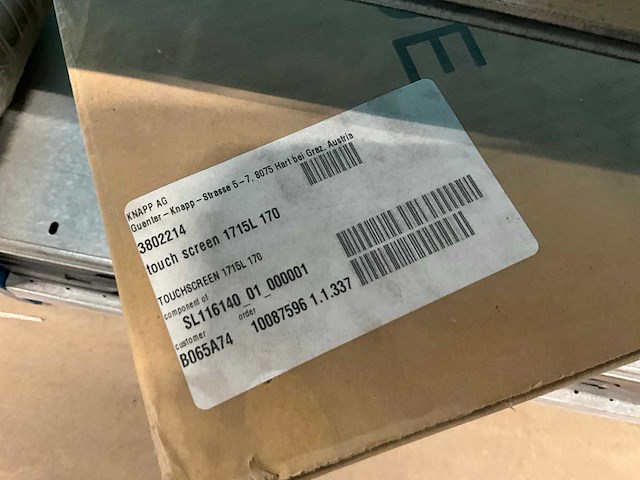 KNAPP AG
Guenter-Knapp-Strasse 5-7, 8075 Hart bei Graz, Austria
3802214
touch screen 1715L 170
TOUCHSCREEN 1715L 170
component of
SL116140_01_000001
customer order
B065A74 10087596 1.1.337